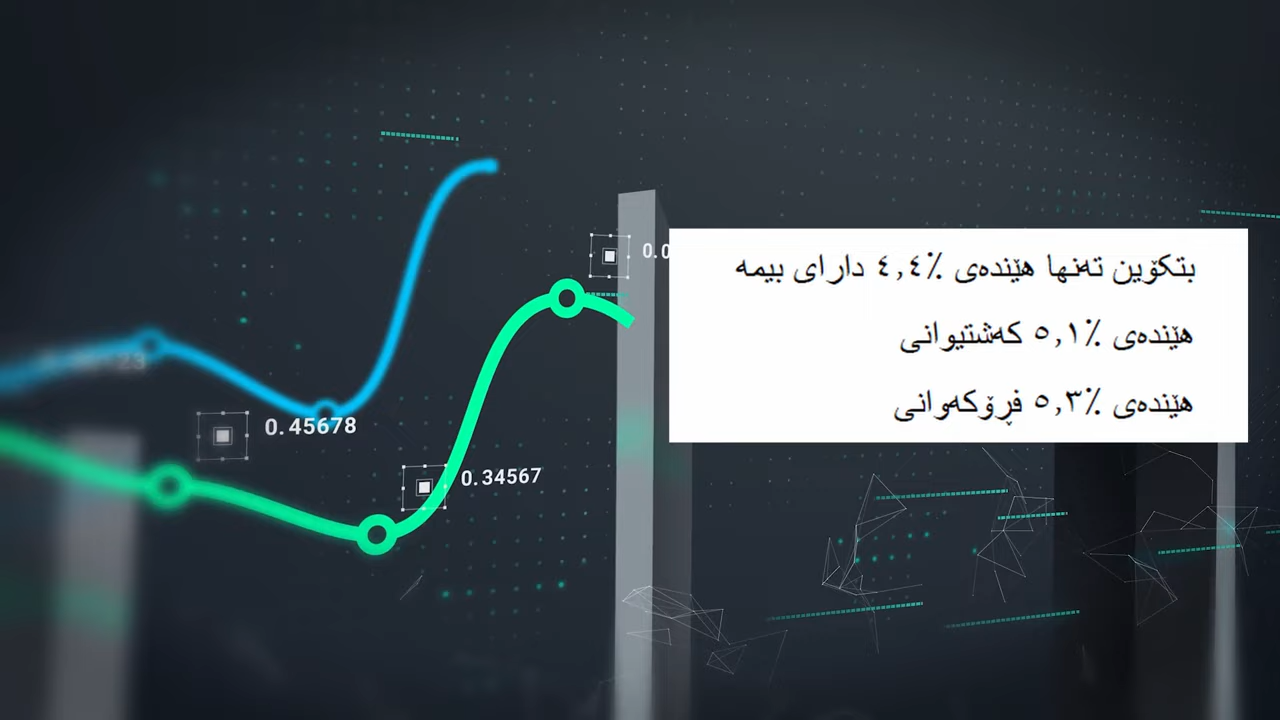 بتکۆین تەنها هێندەی ٤,٤٪ دارای بیمە
هێندەی ٥,١٪ کەشتیوانی
هێندەی ٥,٣٪ فڕۆکەوانی
0.45678
0.34567